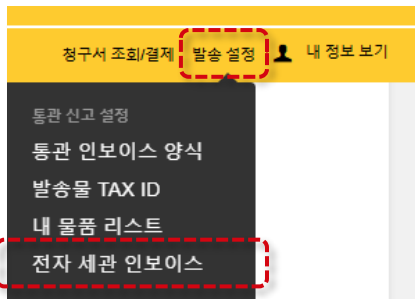 청구서 조회/결제 발송 설정 내 정보 보기
통관 신고 설정
통관 인보이스 양식
발송물 TAX ID
내 물품 리스트
전자 세관 인보이스